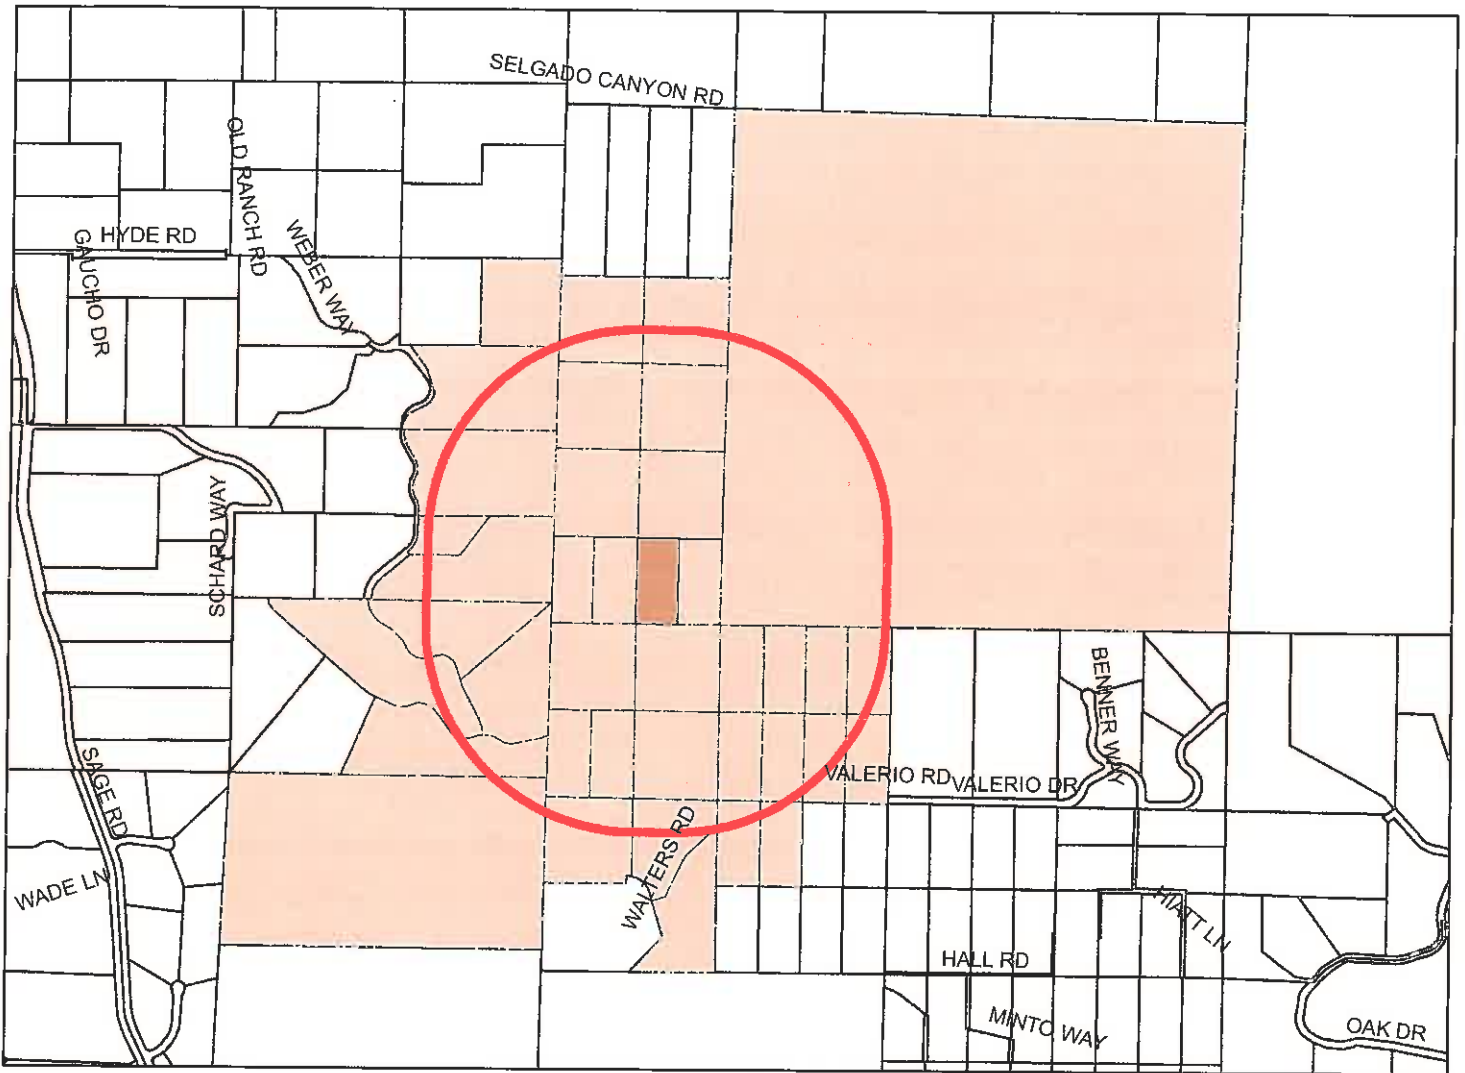 SELGADO CANYON RD
OLD RANCH RD
HYDE RD
GAUCHO DR
WEBER WAY
SCHARD WAY
BENNER WAY
SAGE RD
VALERIO RD
VALERIO DR
WALTERS RD
WADE LN
HIATT LN
HALL RD
MINTO WAY
OAK DR